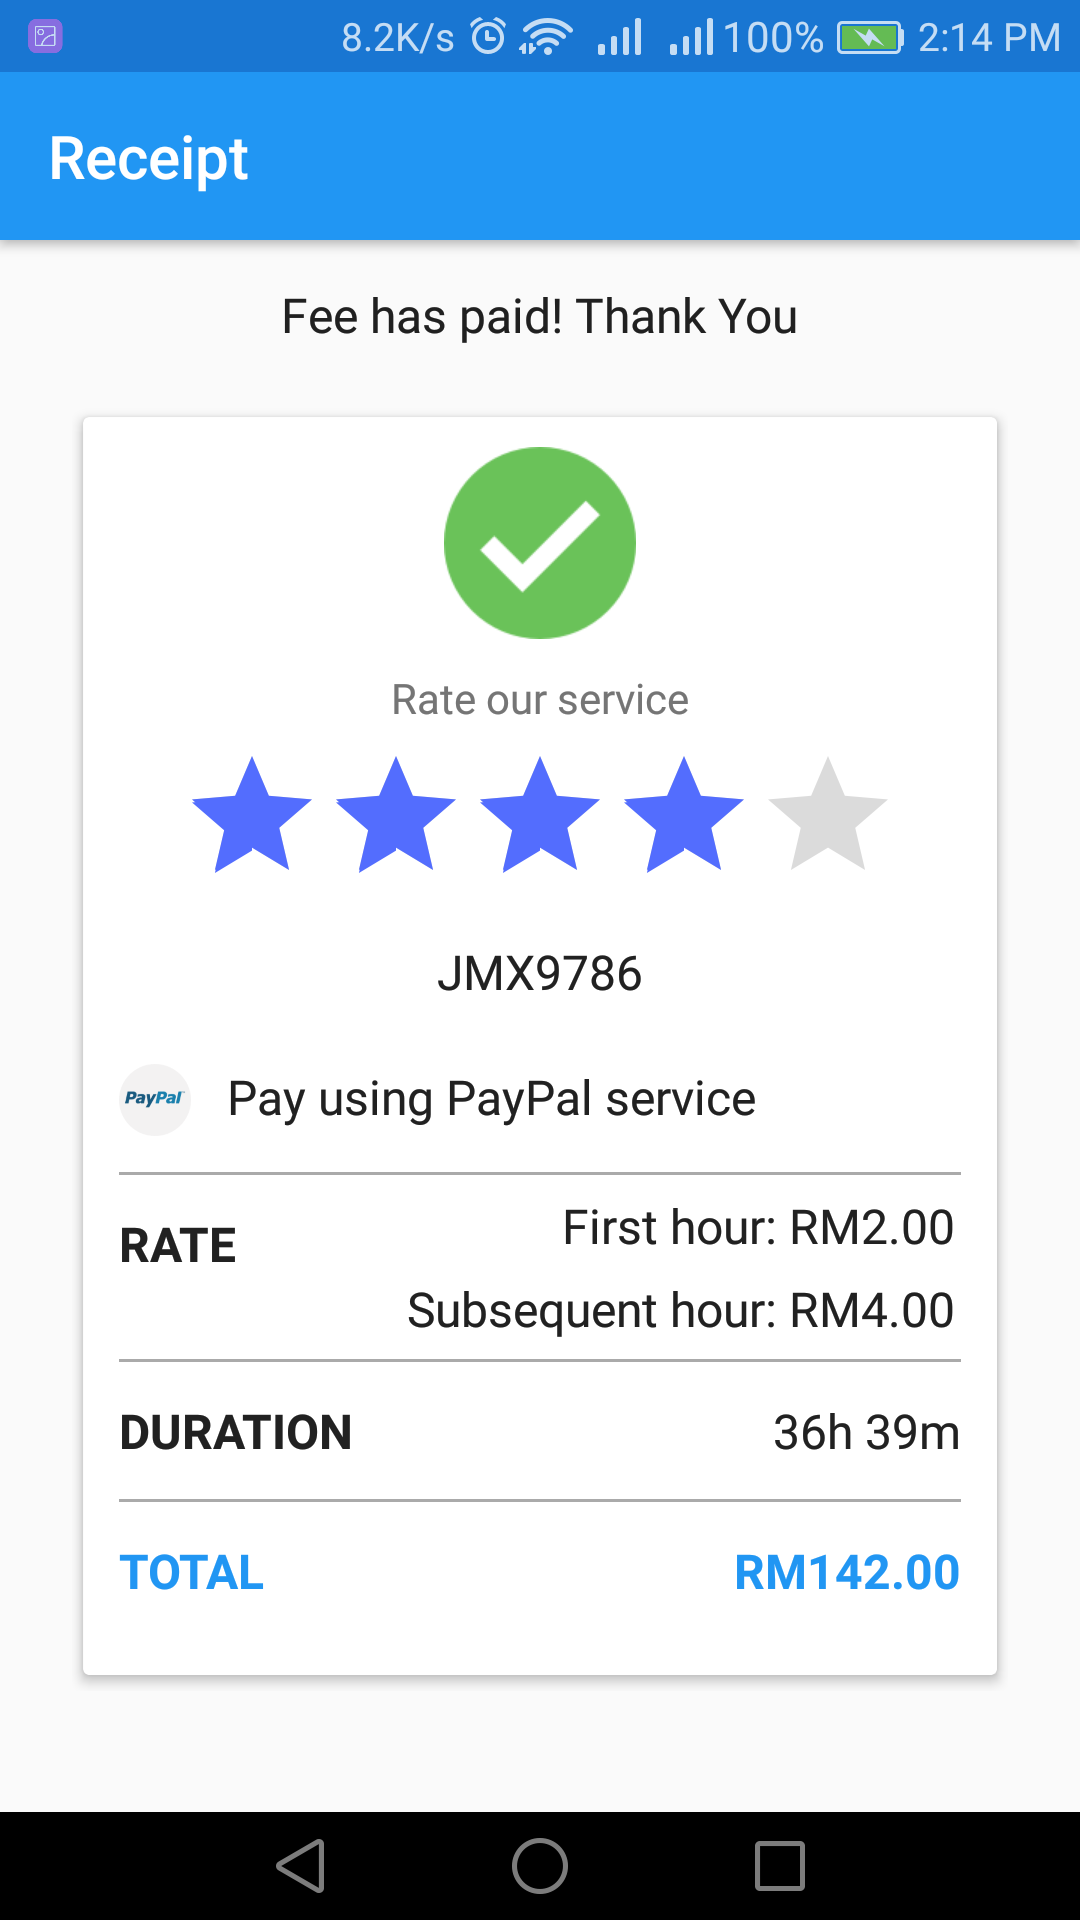 8.2K/s 100% 2:14 PM
Receipt
Fee has paid! Thank You
Rate our service
JMX9786
PayPal Pay using PayPal service
RATE First hour: RM2.00
Subsequent hour: RM4.00
DURATION 36h 39m
TOTAL RM142.00